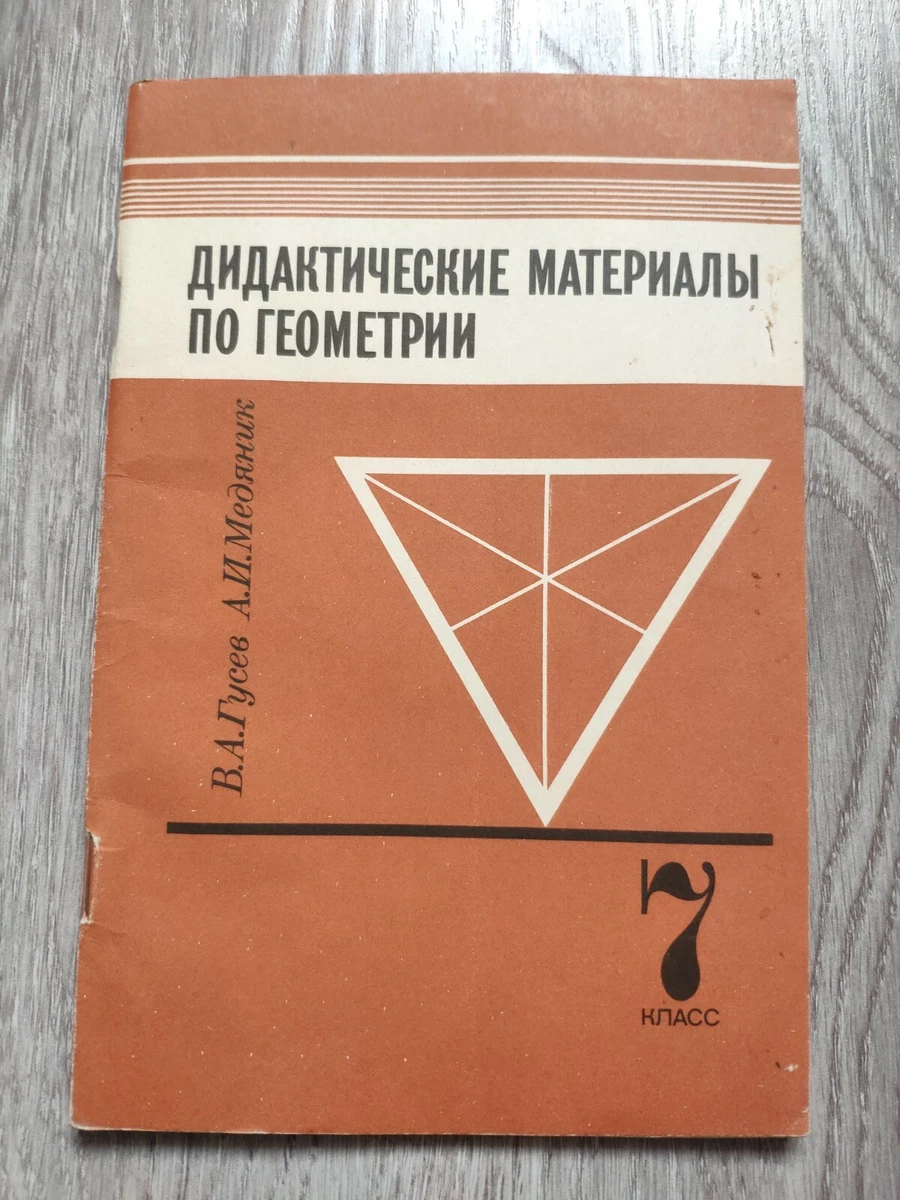 ДИДАКТИЧЕСКИЕ МАТЕРИАЛЫ
ПО ГЕОМЕТРИИ
В.А.Гусев А.И.Медяник
7
КЛАСС